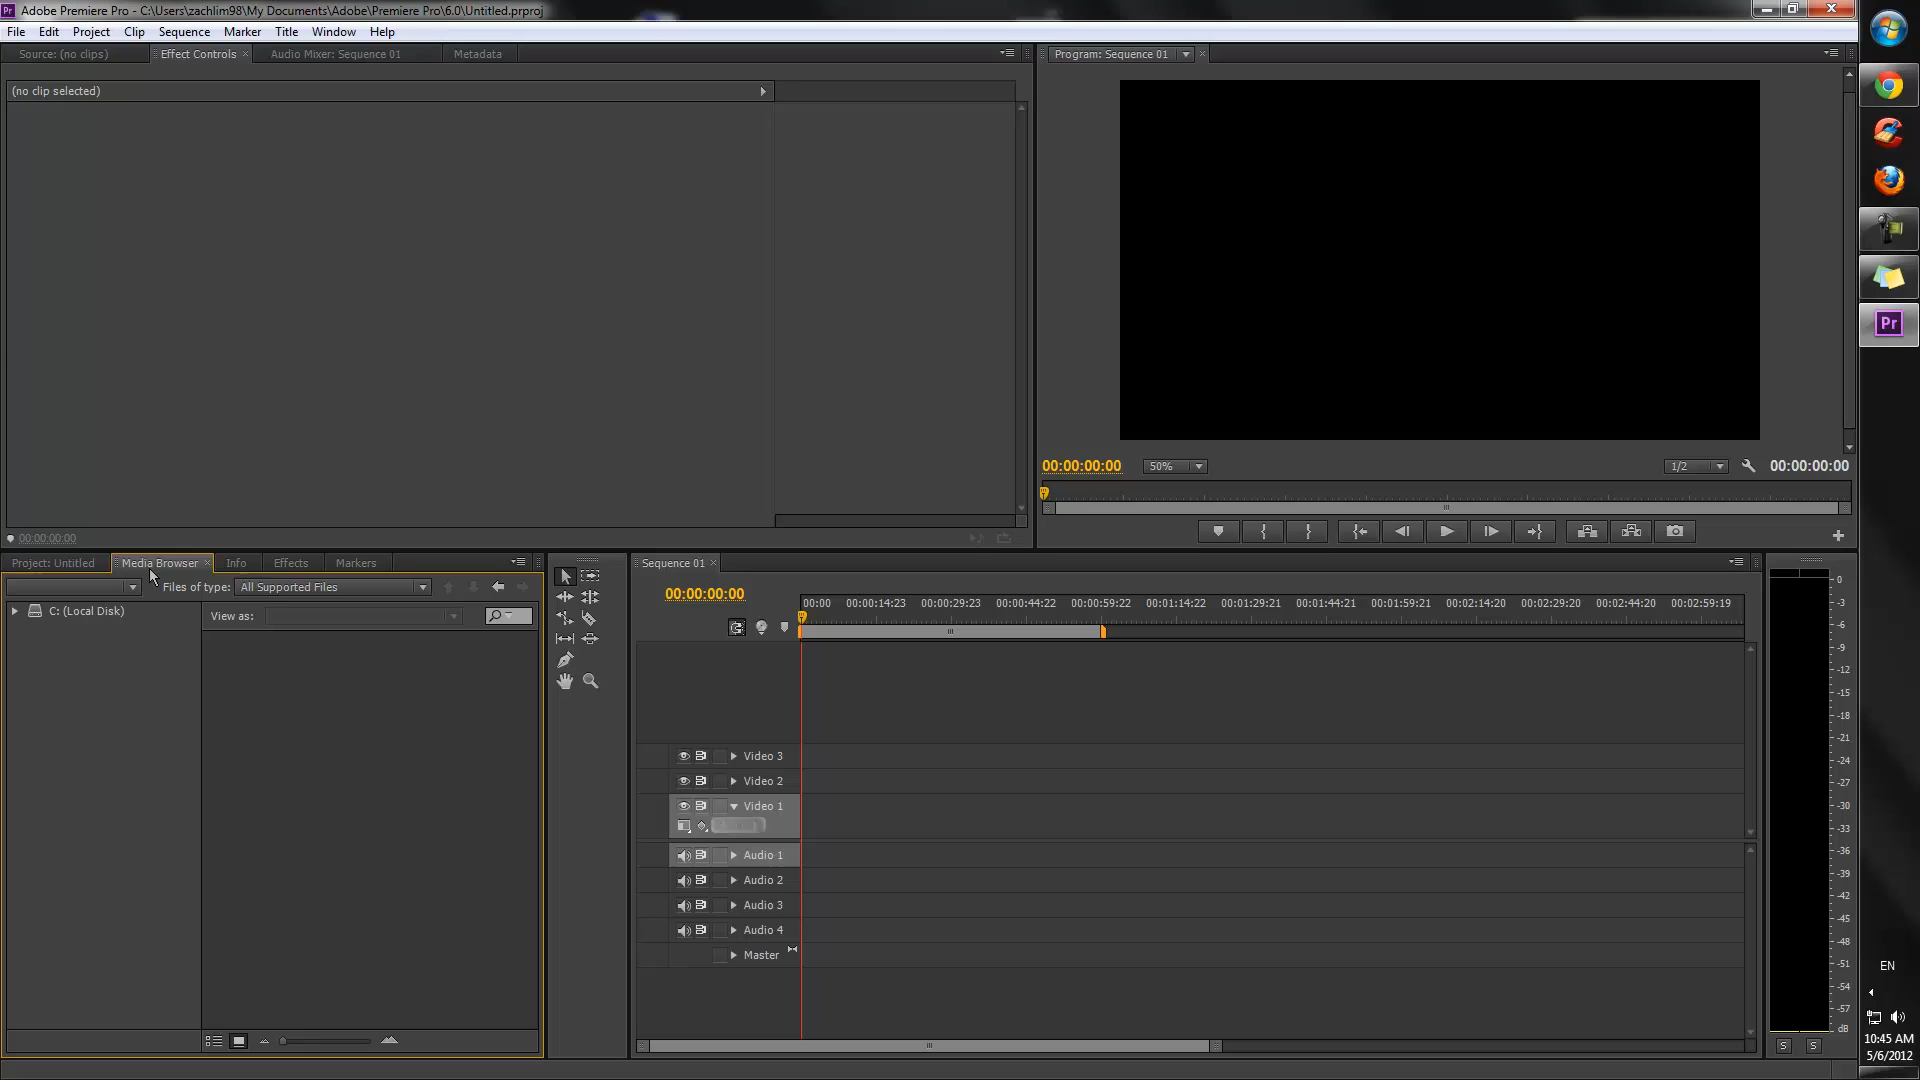 Pr Adobe Premiere Pro - C:\Users\zachlim98\My Documents\Adobe\Premiere Pro\6.0\Untitled.prproj
File Edit Project Clip Sequence Marker Title Window Help
Source: (no clips) Effect Controls × Audio Mixer: Sequence 01 Metadata
Program: Sequence 01 ×
(no clip selected)
00:00:00:00 50% 1/2 00:00:00:00
00:00:00:00
Project: Untitled Media Browser × Info Effects Markers
Files of type: All Supported Files
C: (Local Disk)
View as:
Sequence 01 ×
00:00:00:00
00:00 00:00:14:23 00:00:29:23 00:00:44:22 00:00:59:22 00:01:14:22 00:01:29:21 00:01:44:21 00:01:59:21 00:02:14:20 00:02:29:20 00:02:44:20 00:02:59:19
Video 3
Video 2
Video 1
Audio 1
Audio 2
Audio 3
Audio 4
Master
0
-3
-6
-9
-12
-15
-18
-21
-24
-27
-30
-33
-36
-39
-42
-45
-48
-51
-54
-57
dB
S S
Pr
EN
10:45 AM
5/6/2012